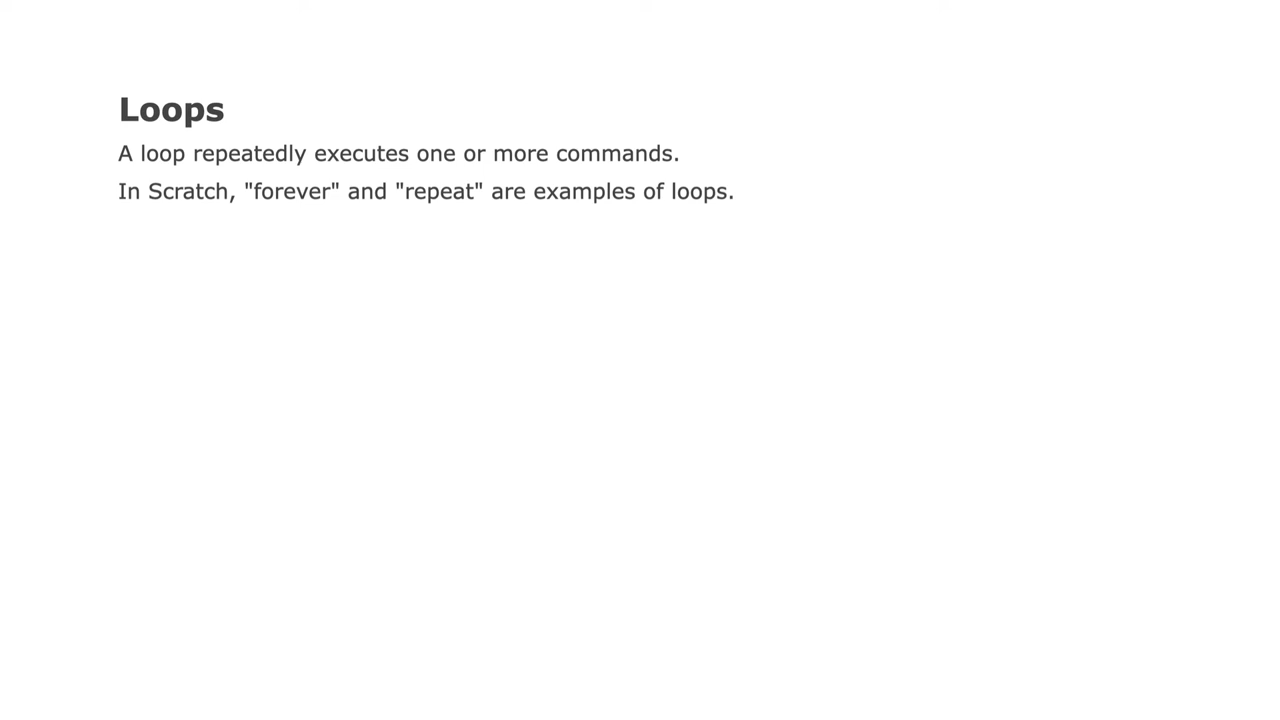 Loops
A loop repeatedly executes one or more commands.
In Scratch, "forever" and "repeat" are examples of loops.